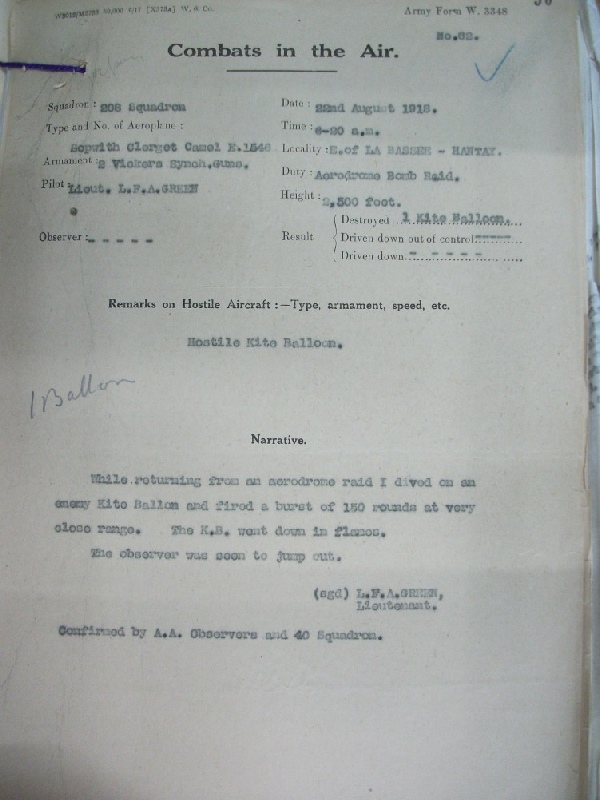 Army Form W. 3348
No.62.
Combats in the Air.
Squadron : 208 Squadron
Date : 22nd August 1918.
Type and No. of Aeroplane :
Time : 6-20 a.m.
Sopwith Clerget Camel E.1546
Locality : E.of LA BASSEE - HANTAY.
Armament : 2 Vickers Synch.Guns.
Duty : Aerodrome Bomb Raid.
Pilot : Lieut. L.F.A.GREEN
Height : 2,500 feet.
Destroyed 1 Kite Balloon.
Observer : - - - - -
Result
Driven down out of control -----
Driven down - - - - -
Remarks on Hostile Aircraft :—Type, armament, speed, etc.
Hostile Kite Balloon.
1 Ballon
Narrative.
While returning from an aerodrome raid I dived on an
enemy Kite Ballon and fired a burst of 150 rounds at very
close range. The K.B. went down in flames.
The observer was seen to jump out.
(sgd) L.F.A.GREEN,
Lieutenant.
Confirmed by A.A. Observers and 40 Squadron.